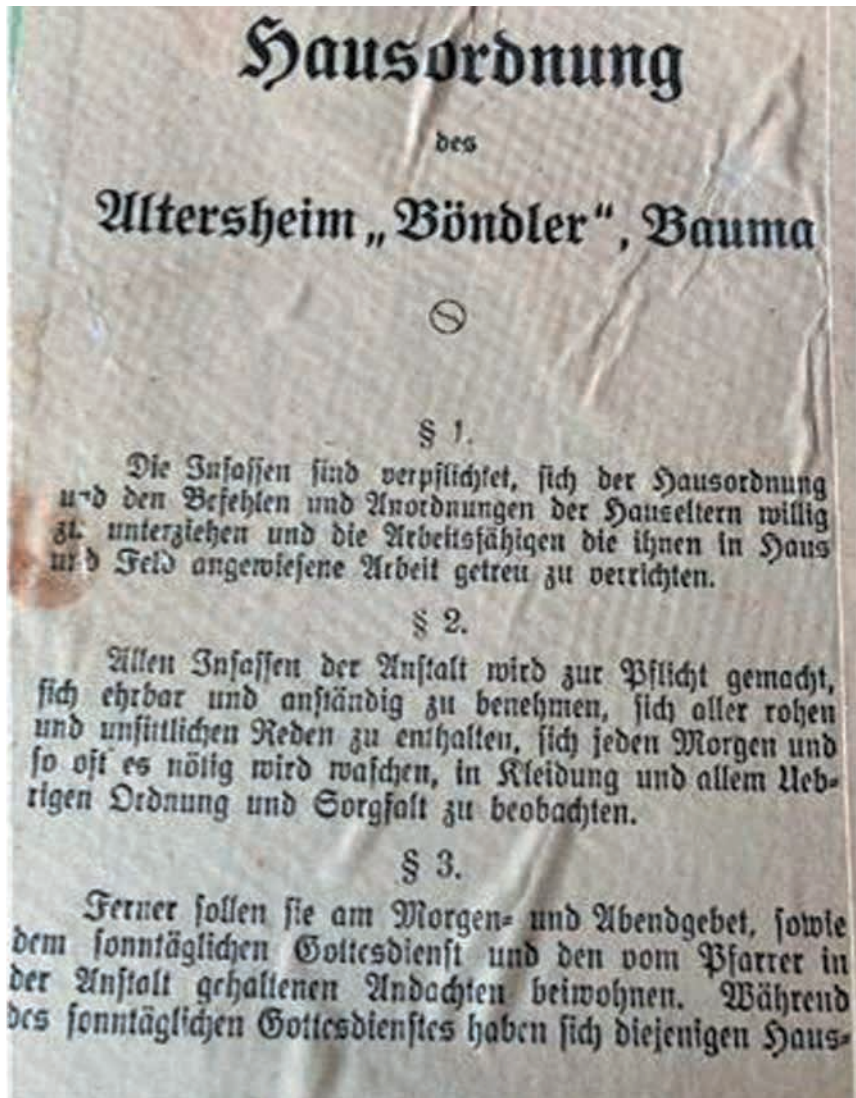 Hausordnung
des
Altersheim „Böndler“, Bauma
§ 1.
Die Insassen sind verpflichtet, sich der Hausordnung
und den Befehlen und Anordnungen der Hauseltern willig
zu unterziehen und die Arbeitsfähigen die ihnen in Haus
und Feld angewiesene Arbeit getreu zu verrichten.
§ 2.
Allen Insassen der Anstalt wird zur Pflicht gemacht,
sich ehrbar und anständig zu benehmen, sich aller rohen
und unsittlichen Reden zu enthalten, sich jeden Morgen und
so oft es nötig wird waschen, in Kleidung und allem Ueb-
rigen Ordnung und Sorgfalt zu beobachten.
§ 3.
Ferner sollen sie am Morgen- und Abendgebet, sowie
dem sonntäglichen Gottesdienst und den vom Pfarrer in
der Anstalt gehaltenen Andachten beiwohnen. Während
des sonntäglichen Gottesdienstes haben sich diejenigen Haus-